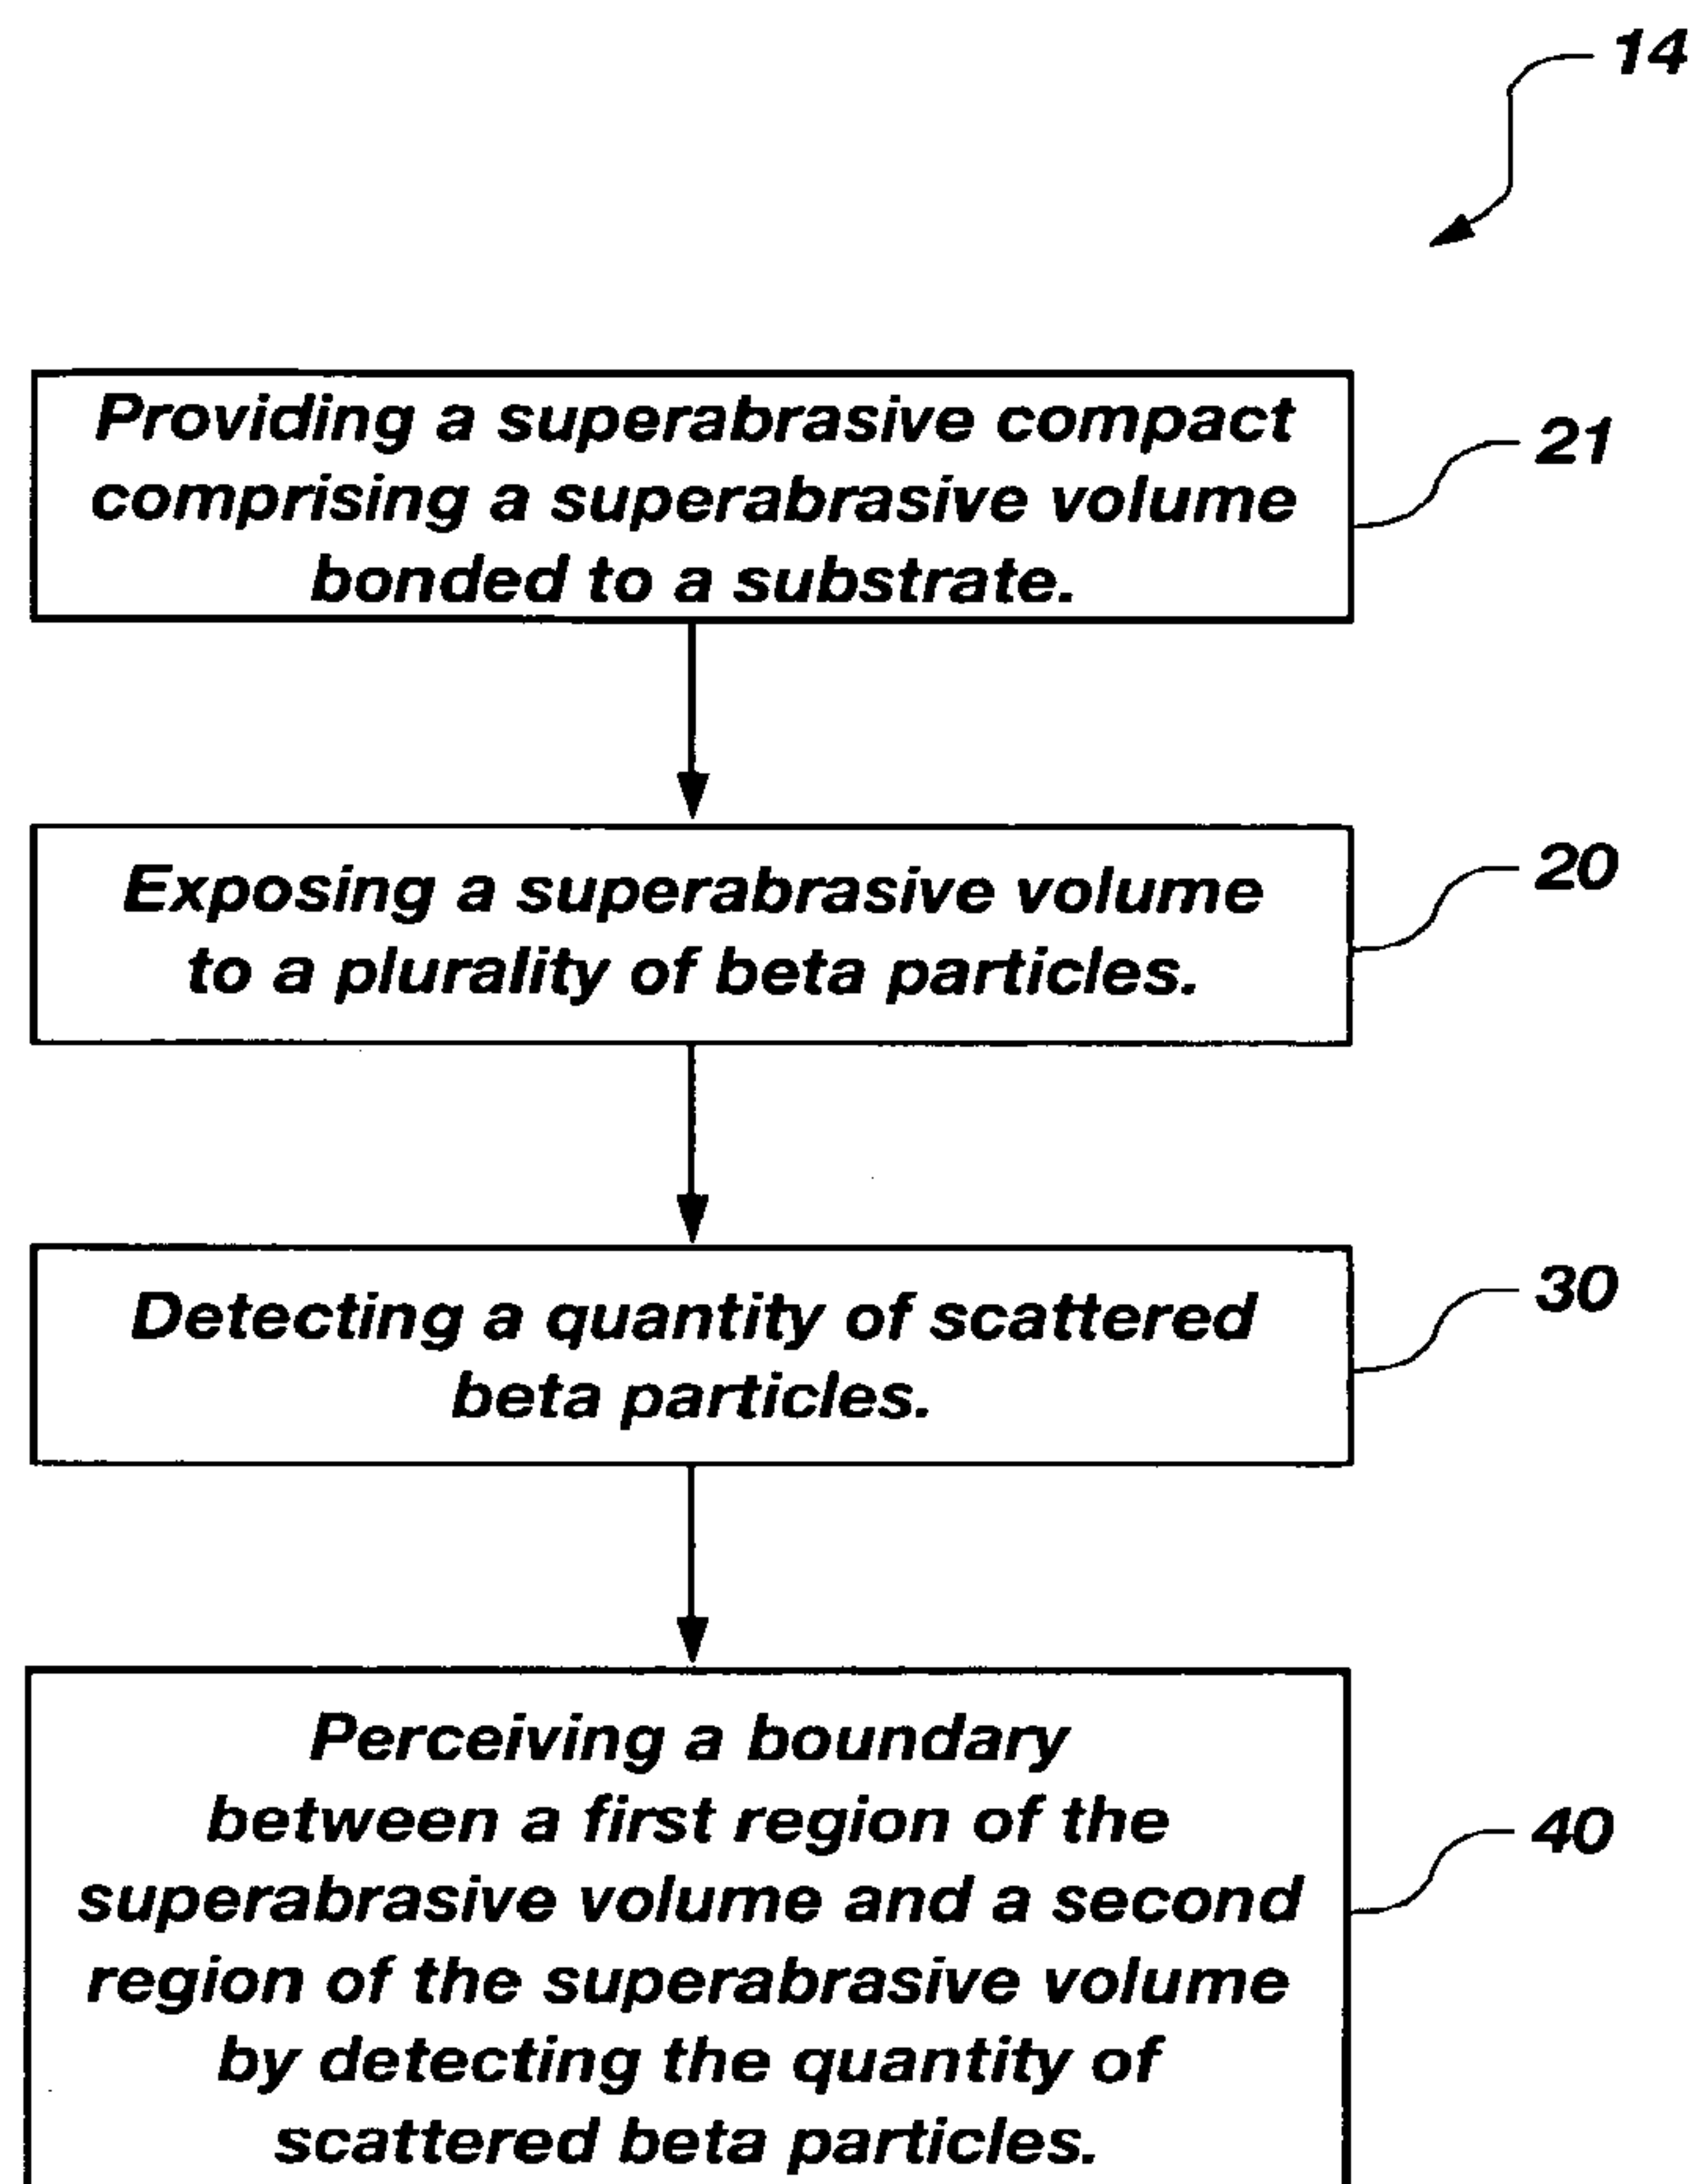 14
Providing a superabrasive compact
comprising a superabrasive volume
bonded to a substrate.
21
Exposing a superabrasive volume
to a plurality of beta particles.
20
Detecting a quantity of scattered
beta particles.
30
Perceiving a boundary
between a first region of the
superabrasive volume and a second
region of the superabrasive volume
by detecting the quantity of
scattered beta particles.
40